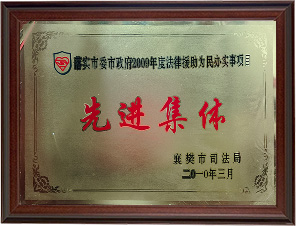 落实市委市政府2009年度法律援助为民办实事项目
先进集体
襄樊市司法局
二〇一〇年三月